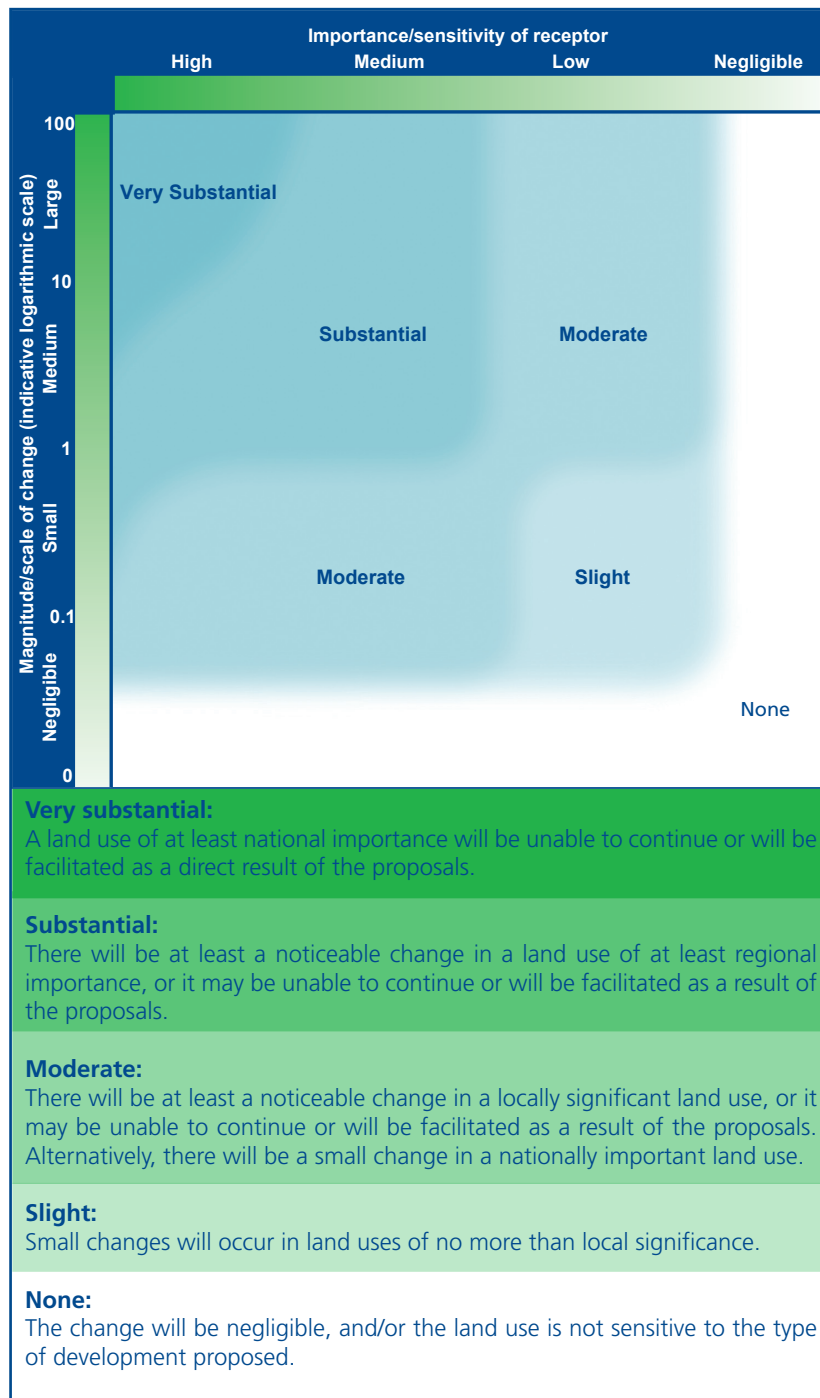 Importance/sensitivity of receptor
High Medium Low Negligible
Magnitude/scale of change (indicative logarithmic scale)
100
Large
10
Medium
1
Small
0.1
Negligible
0
Very Substantial
Substantial
Moderate
Moderate
Slight
None
Very substantial:
A land use of at least national importance will be unable to continue or will be
facilitated as a direct result of the proposals.
Substantial:
There will be at least a noticeable change in a land use of at least regional
importance, or it may be unable to continue or will be facilitated as a result of
the proposals.
Moderate:
There will be at least a noticeable change in a locally significant land use, or it
may be unable to continue or will be facilitated as a result of the proposals.
Alternatively, there will be a small change in a nationally important land use.
Slight:
Small changes will occur in land uses of no more than local significance.
None:
The change will be negligible, and/or the land use is not sensitive to the type
of development proposed.